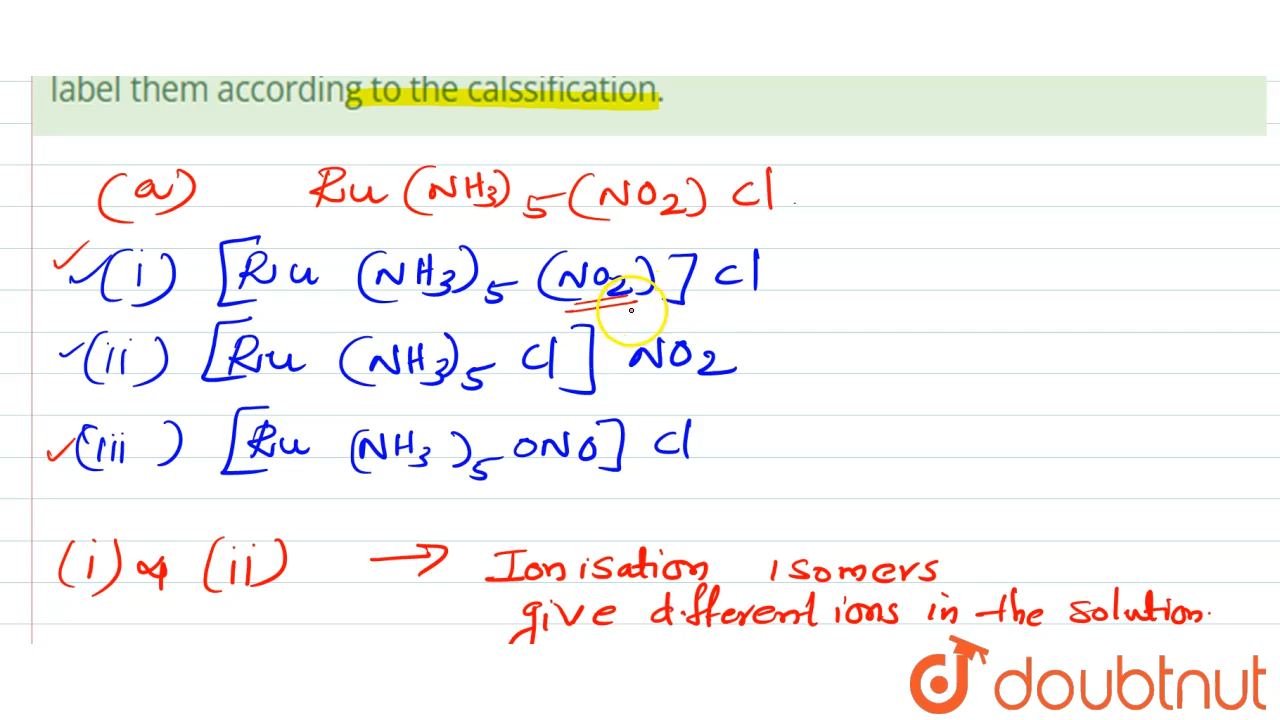 label them according to the calssification.
(a) Ru (NH3)5 (NO2) Cl
(i) [Ru (NH3)5 (NO2)] Cl
(ii) [Ru (NH3)5 Cl] NO2
(iii) [Ru (NH3)5 ONO] Cl
(i) & (ii) → Ionisation isomers
give different ions in the solution.
doubtnut